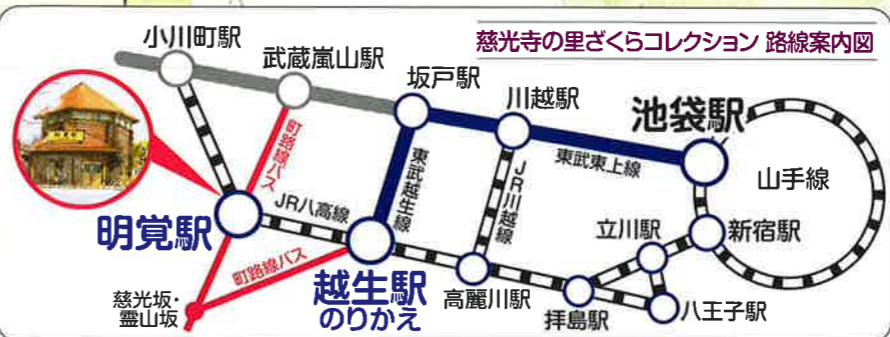 慈光寺の里ざくらコレクション 路線案内図
小川町駅
武蔵嵐山駅
坂戸駅
川越駅
池袋駅
町路線バス
東武越生線
JR川越線
東武東上線
山手線
JR八高線
明覚駅
立川駅
新宿駅
町路線バス
慈光坂・
霊山坂
越生駅
のりかえ
高麗川駅
拝島駅
八王子駅